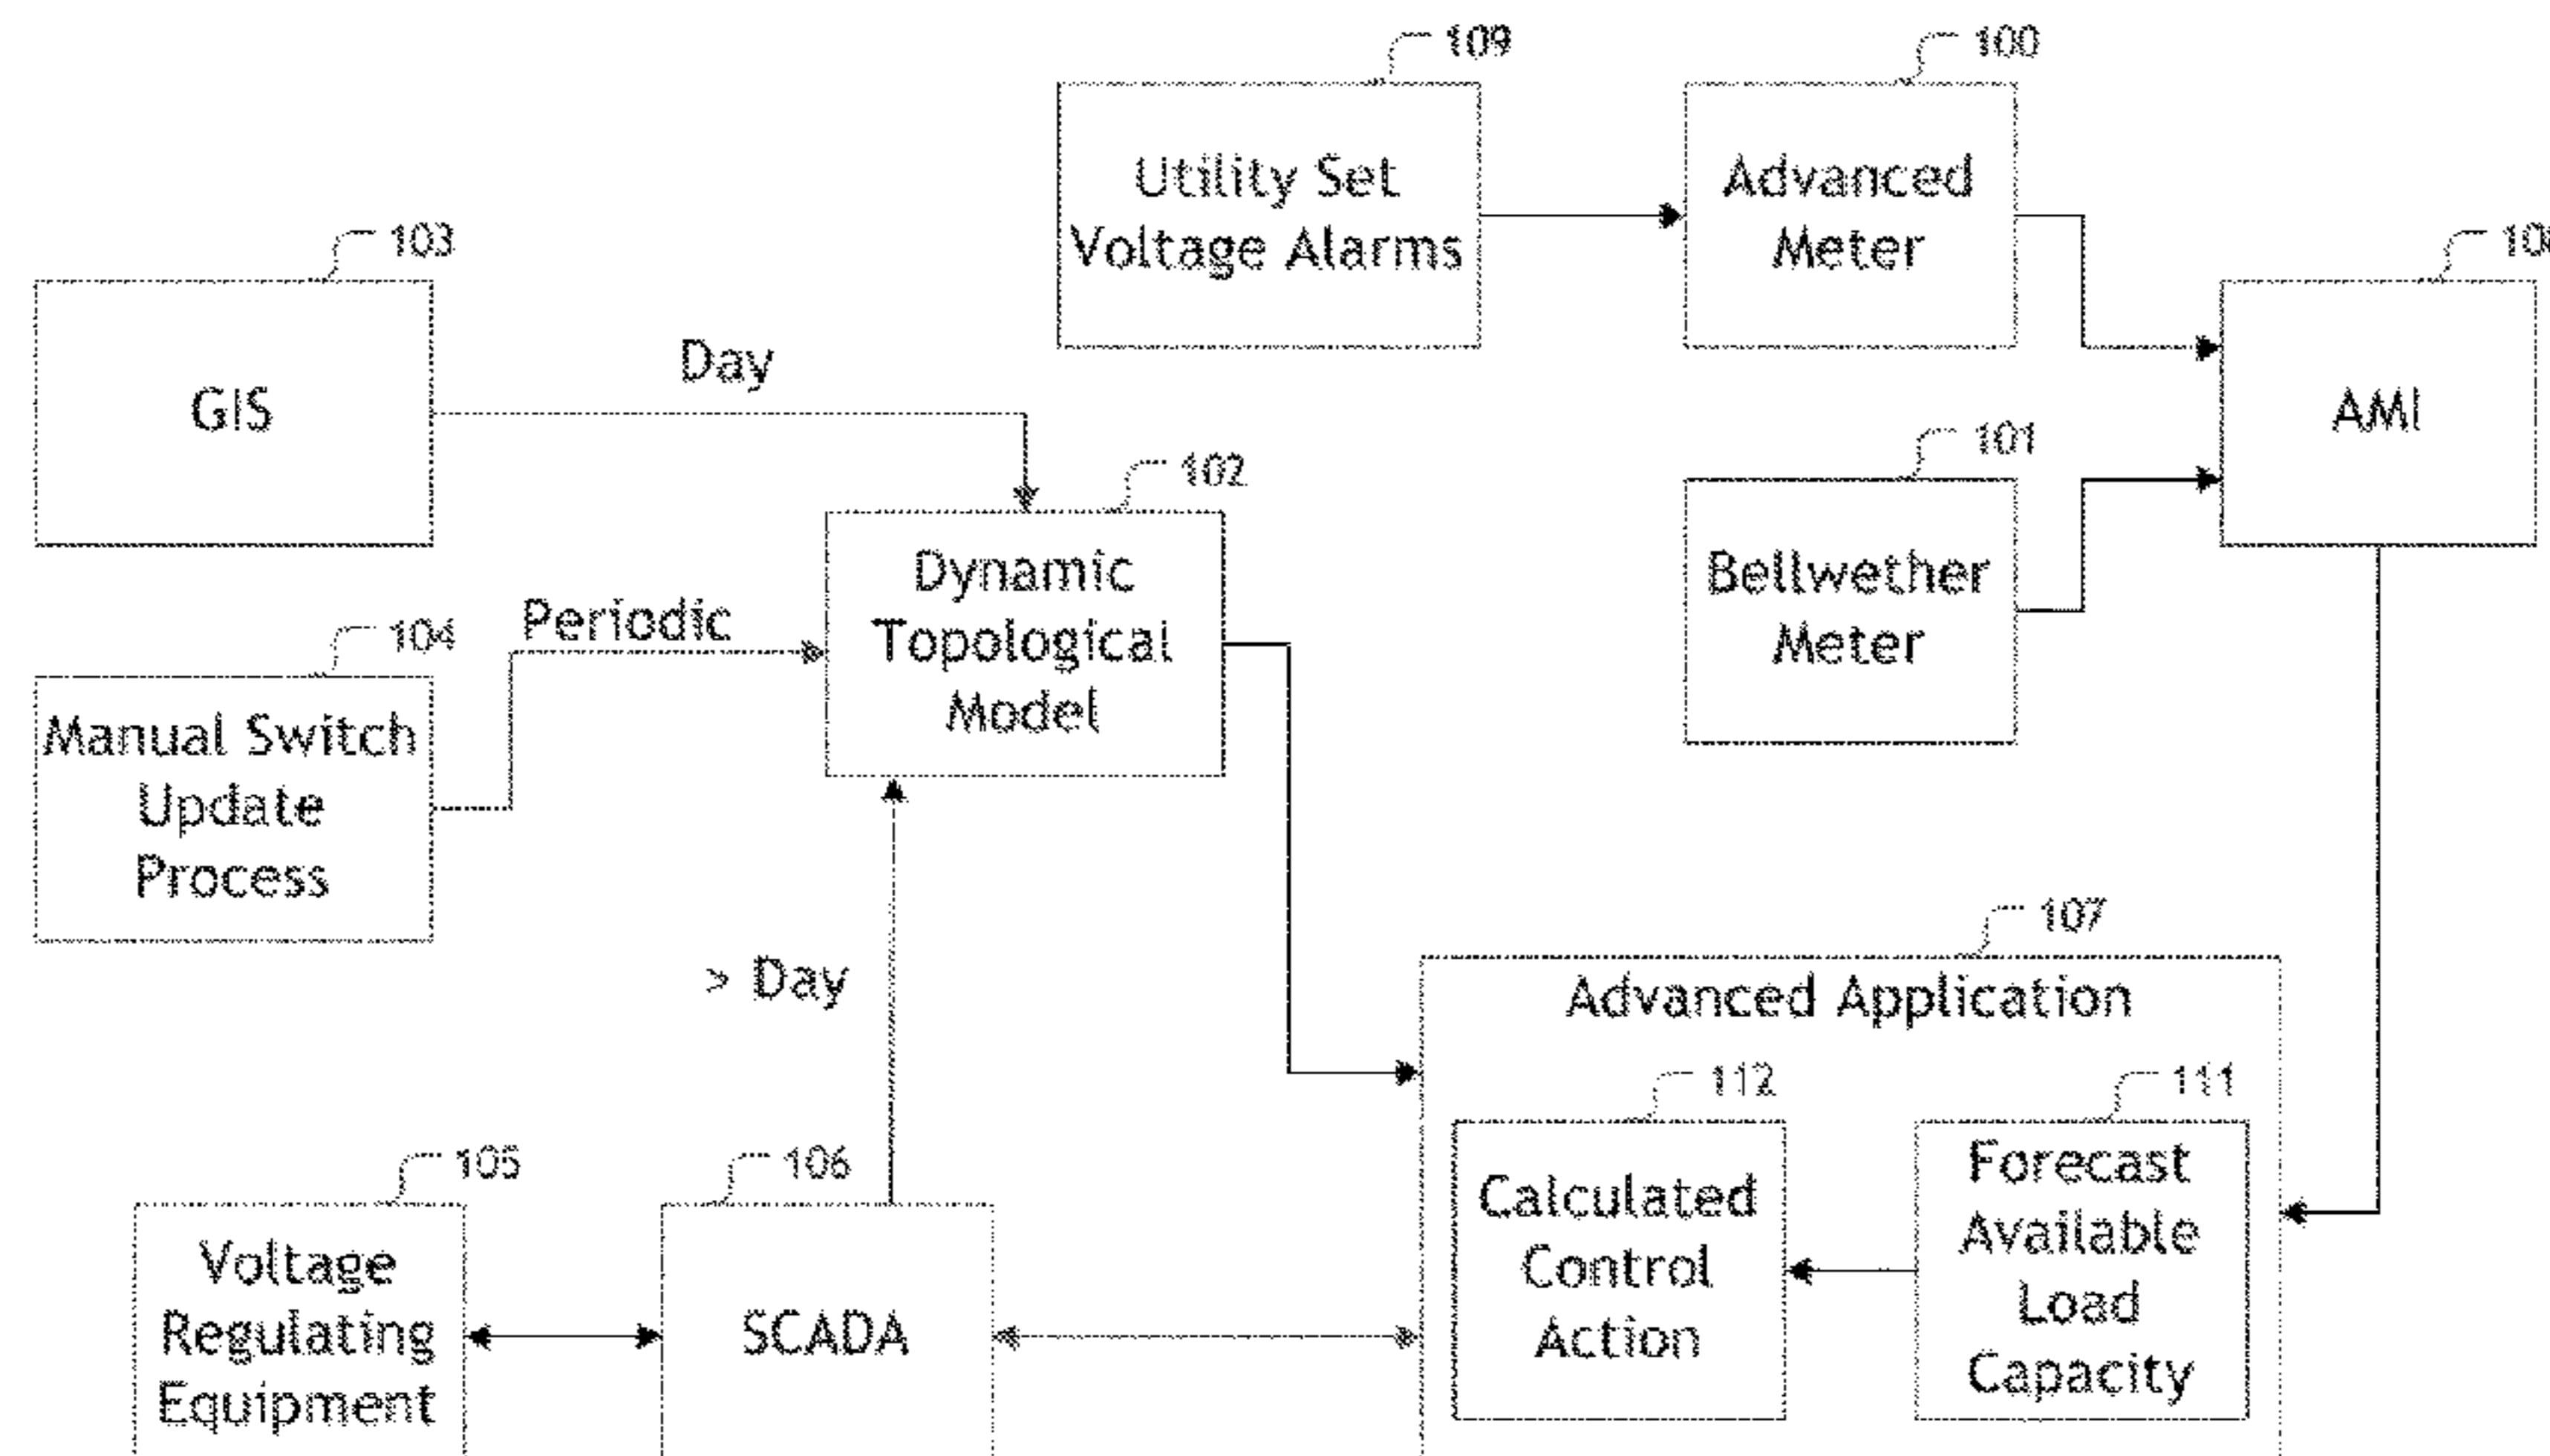 109
100
Utility Set
Voltage Alarms
Advanced
Meter
103
GIS
Day
AMI
101
Bellwether
Meter
102
Dynamic
Topological
Model
104
Periodic
Manual Switch
Update
Process
> Day
107
Advanced Application
112
Calculated
Control
Action
111
Forecast
Available
Load
Capacity
105
Voltage
Regulating
Equipment
106
SCADA